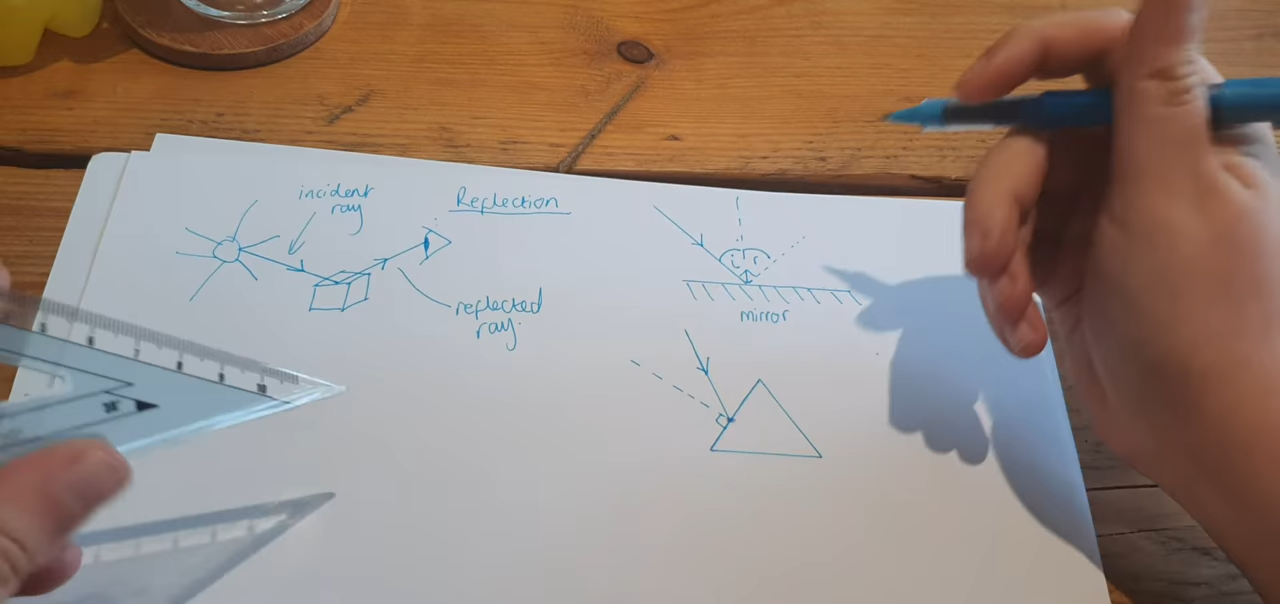 Reflection
incident
ray
reflected
ray.
i r
mirror